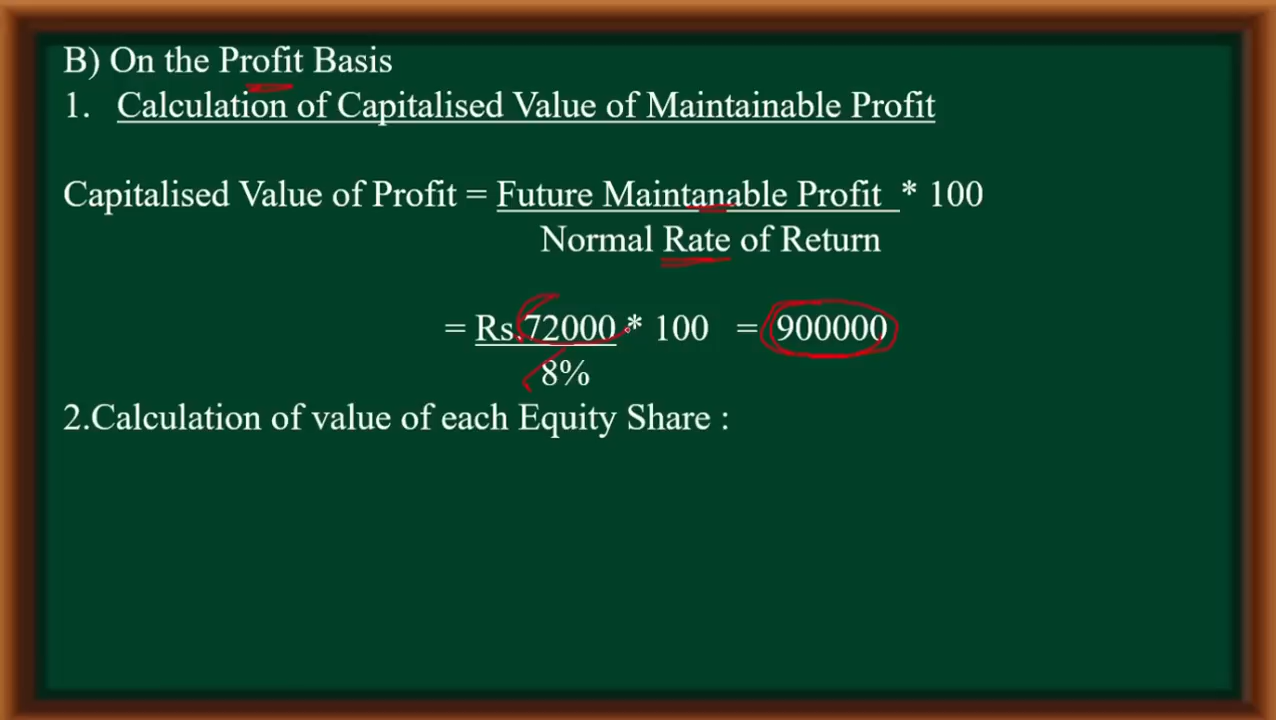 B) On the Profit Basis
1. Calculation of Capitalised Value of Maintainable Profit
Capitalised Value of Profit = Future Maintanable Profit * 100
Normal Rate of Return
= Rs.72000 * 100 = 900000
8%
2.Calculation of value of each Equity Share :